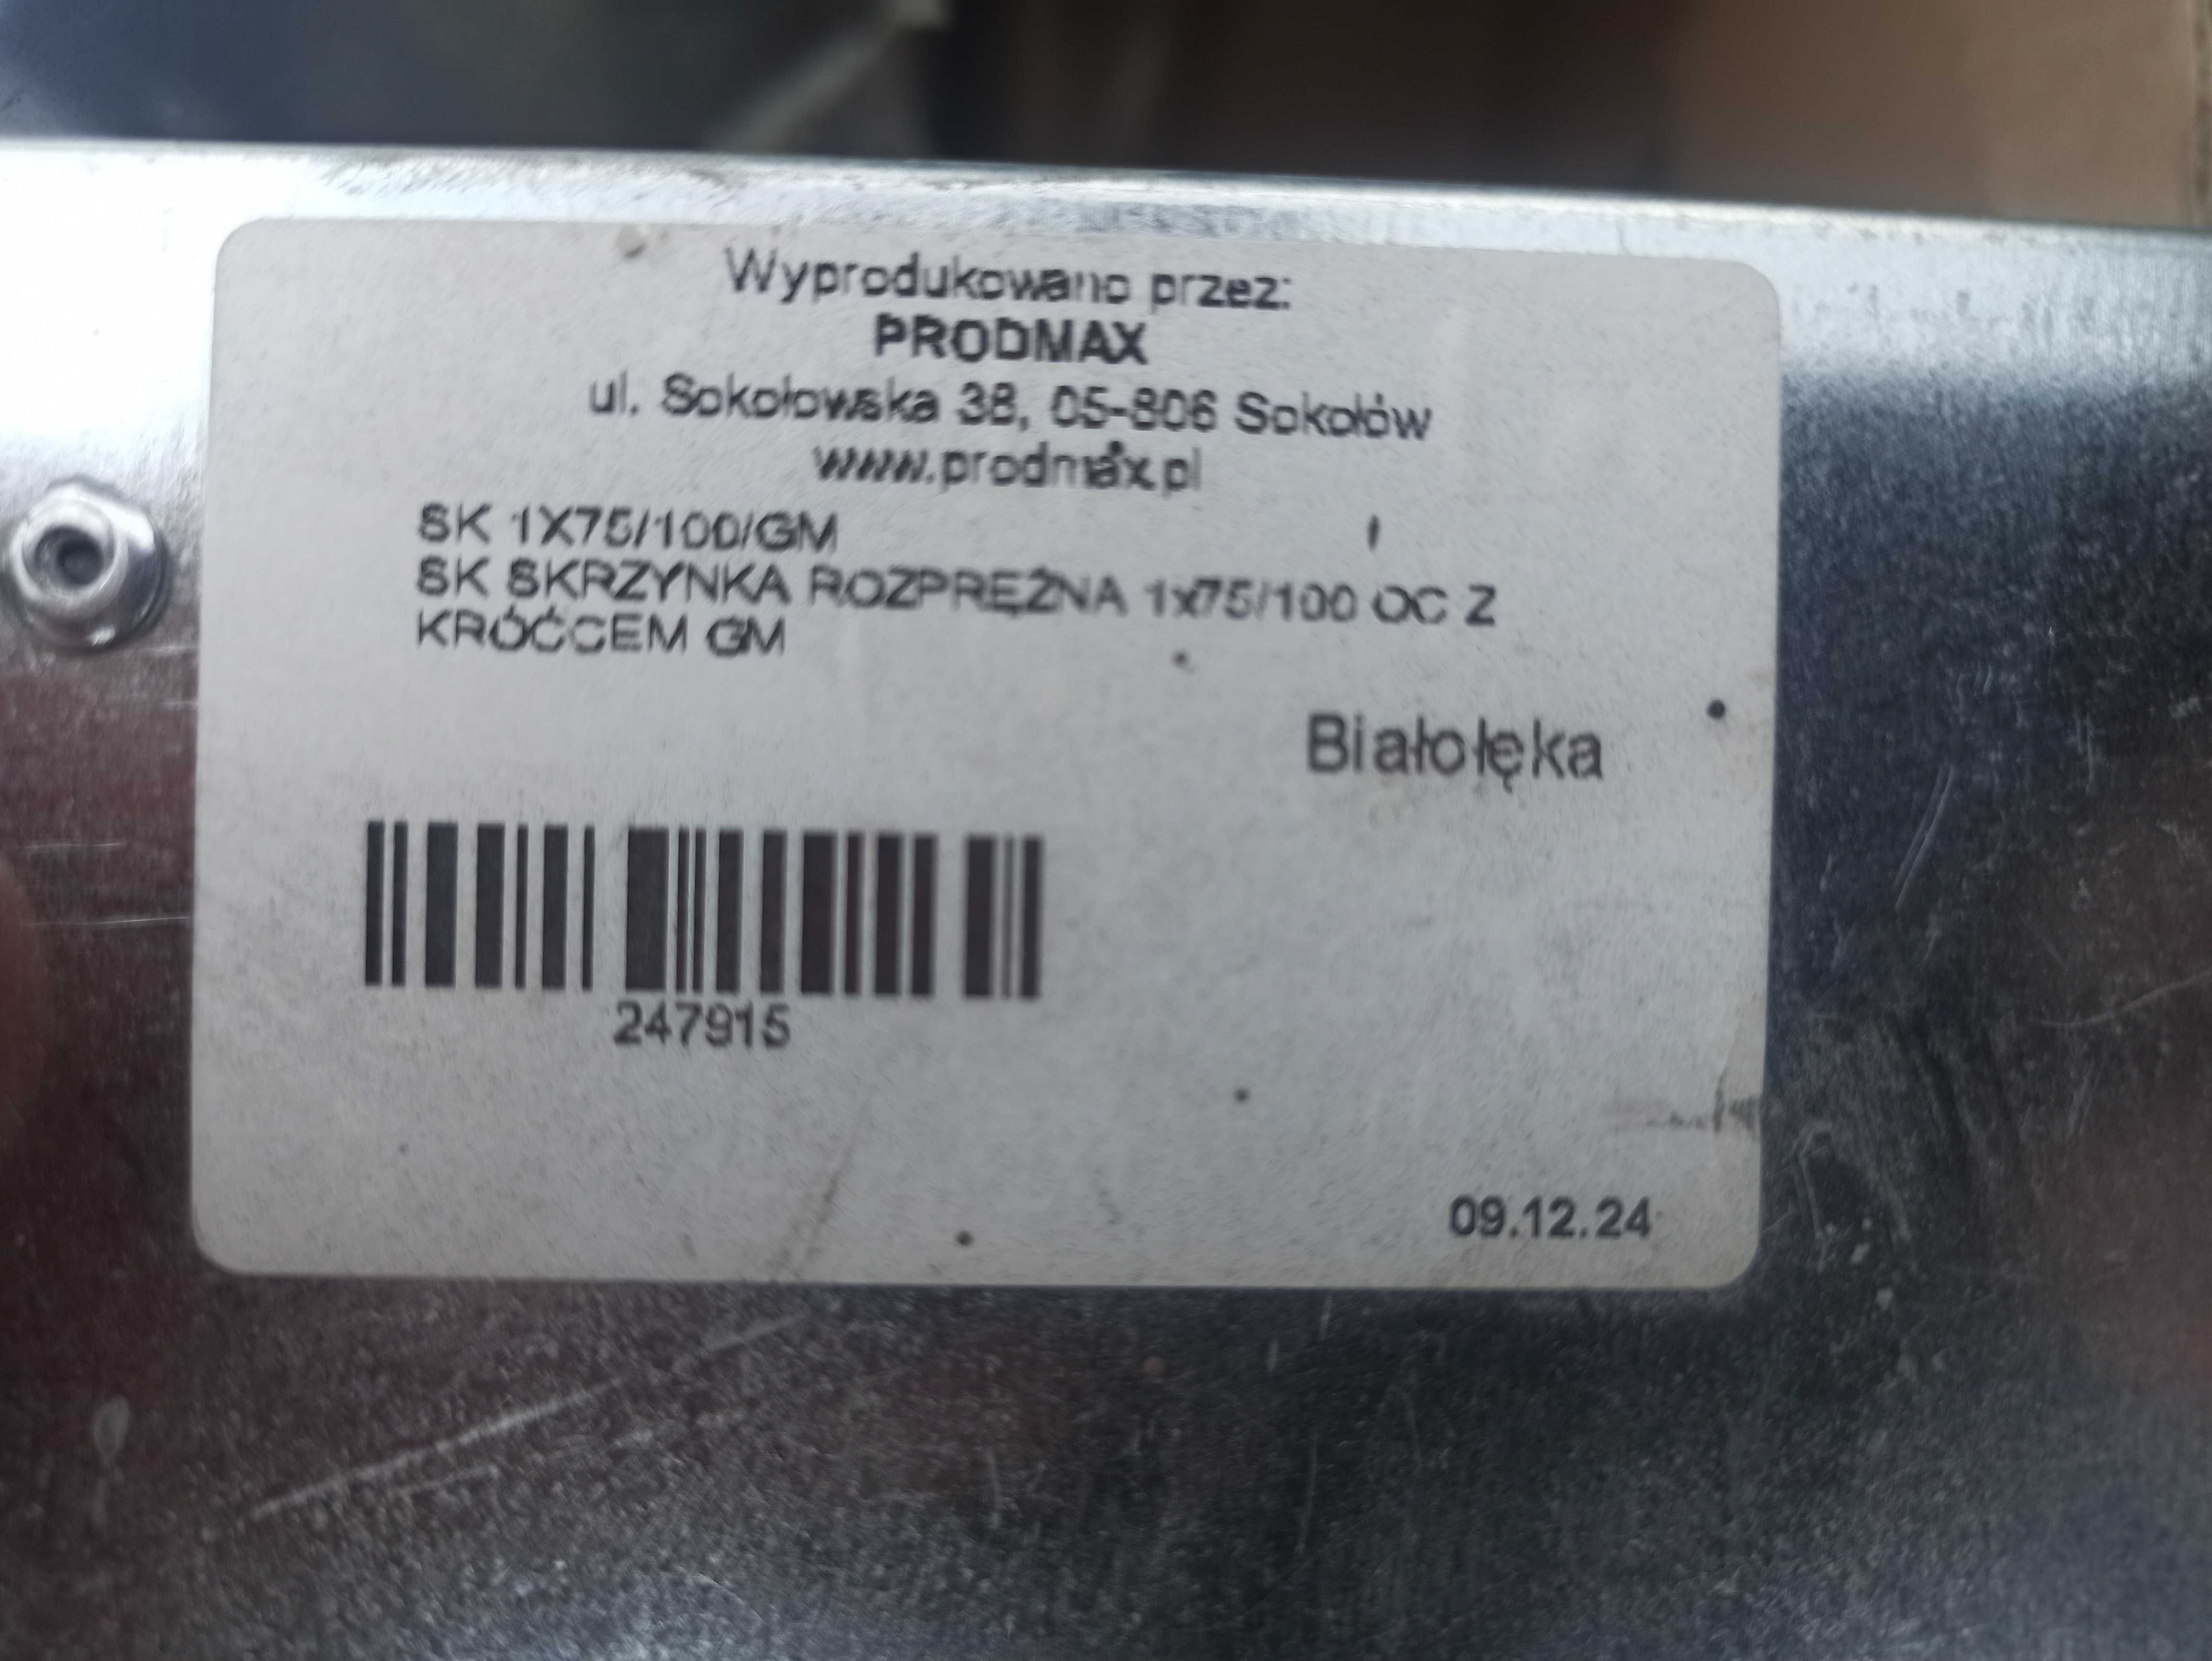 Wyprodukowano przez:
PRODMAX
ul. Sokołowska 38, 05-806 Sokołów
www.prodmax.pl
SK 1X75/100/GM
SK SKRZYNKA ROZPRĘŻNA 1x75/100 OC Z
KRÓĆCEM GM
Białołęka
247915
09.12.24